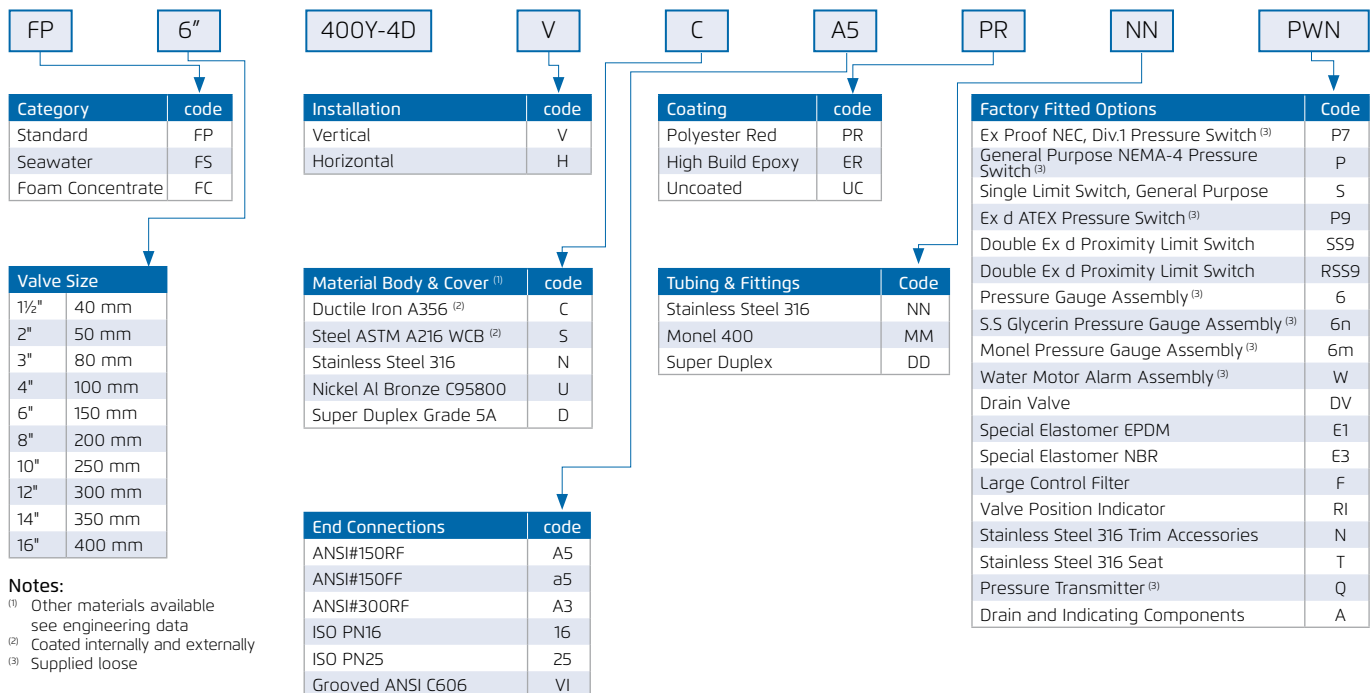 FP 6" 400Y-4D V C A5 PR NN PWN
Category code
Standard FP
Seawater FS
Foam Concentrate FC
Valve Size
1½" 40 mm
2" 50 mm
3" 80 mm
4" 100 mm
6" 150 mm
8" 200 mm
10" 250 mm
12" 300 mm
14" 350 mm
16" 400 mm
Notes:
(1) Other materials available
see engineering data
(2) Coated internally and externally
(3) Supplied loose
Installation code
Vertical V
Horizontal H
Material Body & Cover (1) code
Ductile Iron A356 (2) C
Steel ASTM A216 WCB (2) S
Stainless Steel 316 N
Nickel Al Bronze C95800 U
Super Duplex Grade 5A D
End Connections code
ANSI#150RF A5
ANSI#150FF a5
ANSI#300RF A3
ISO PN16 16
ISO PN25 25
Grooved ANSI C606 VI
Coating code
Polyester Red PR
High Build Epoxy ER
Uncoated UC
Tubing & Fittings Code
Stainless Steel 316 NN
Monel 400 MM
Super Duplex DD
Factory Fitted Options Code
Ex Proof NEC, Div.1 Pressure Switch (3) P7
General Purpose NEMA-4 Pressure
Switch (3) P
Single Limit Switch, General Purpose S
Ex d ATEX Pressure Switch (3) P9
Double Ex d Proximity Limit Switch SS9
Double Ex d Proximity Limit Switch RSS9
Pressure Gauge Assembly (3) 6
S.S Glycerin Pressure Gauge Assembly (3) 6n
Monel Pressure Gauge Assembly (3) 6m
Water Motor Alarm Assembly (3) W
Drain Valve DV
Special Elastomer EPDM E1
Special Elastomer NBR E3
Large Control Filter F
Valve Position Indicator RI
Stainless Steel 316 Trim Accessories N
Stainless Steel 316 Seat T
Pressure Transmitter (3) Q
Drain and Indicating Components A